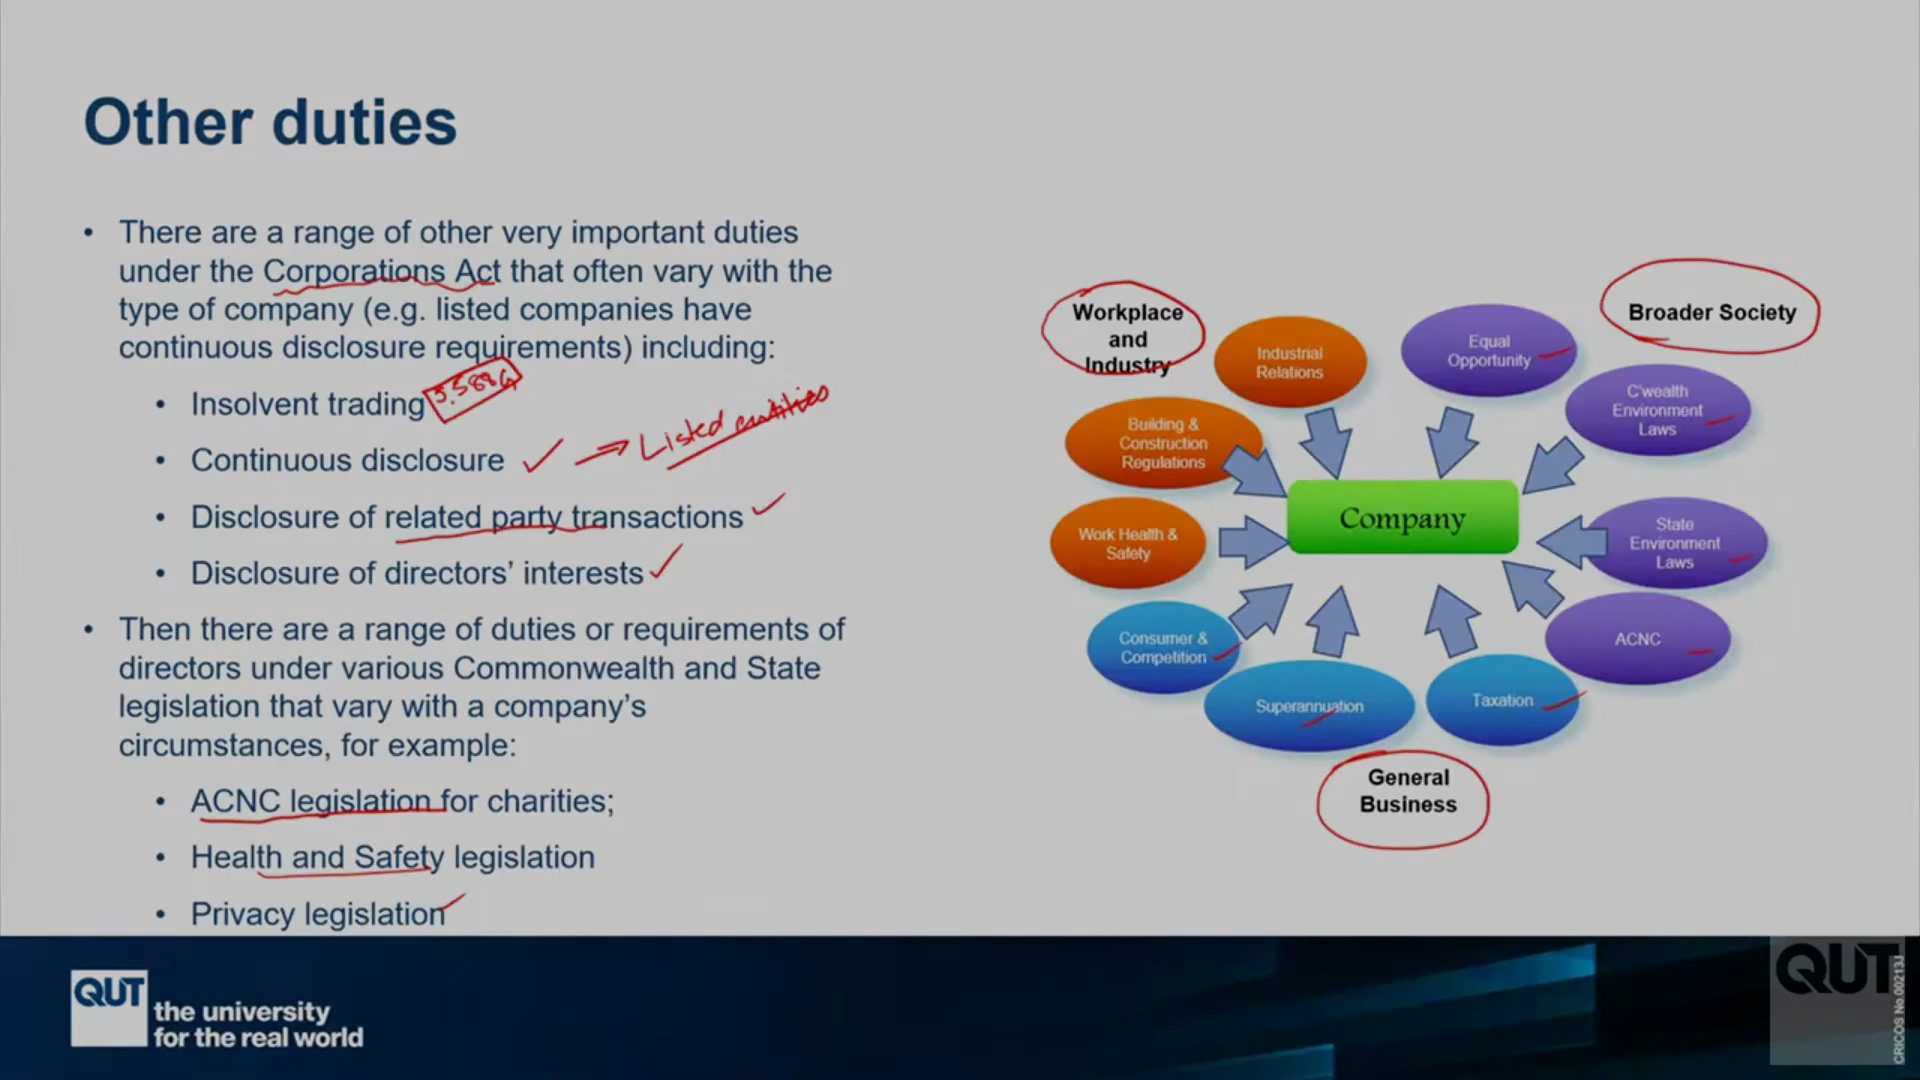 Other duties
• There are a range of other very important duties
under the Corporations Act that often vary with the
type of company (e.g. listed companies have
continuous disclosure requirements) including:
• Insolvent trading S.588G
• Continuous disclosure ✓ → Listed entities
• Disclosure of related party transactions ✓
• Disclosure of directors’ interests ✓
• Then there are a range of duties or requirements of
directors under various Commonwealth and State
legislation that vary with a company’s
circumstances, for example:
• ACNC legislation for charities;
• Health and Safety legislation
• Privacy legislation
Workplace
and
Industry
Industrial
Relations
Equal
Opportunity
Broader Society
C'wealth
Environment
Laws
Building &
Construction
Regulations
Company
Work Health &
Safety
State
Environment
Laws
Consumer &
Competition
ACNC
Superannuation
Taxation
General
Business
QUT
the university
for the real world
QUT
CRICOS No.00213J